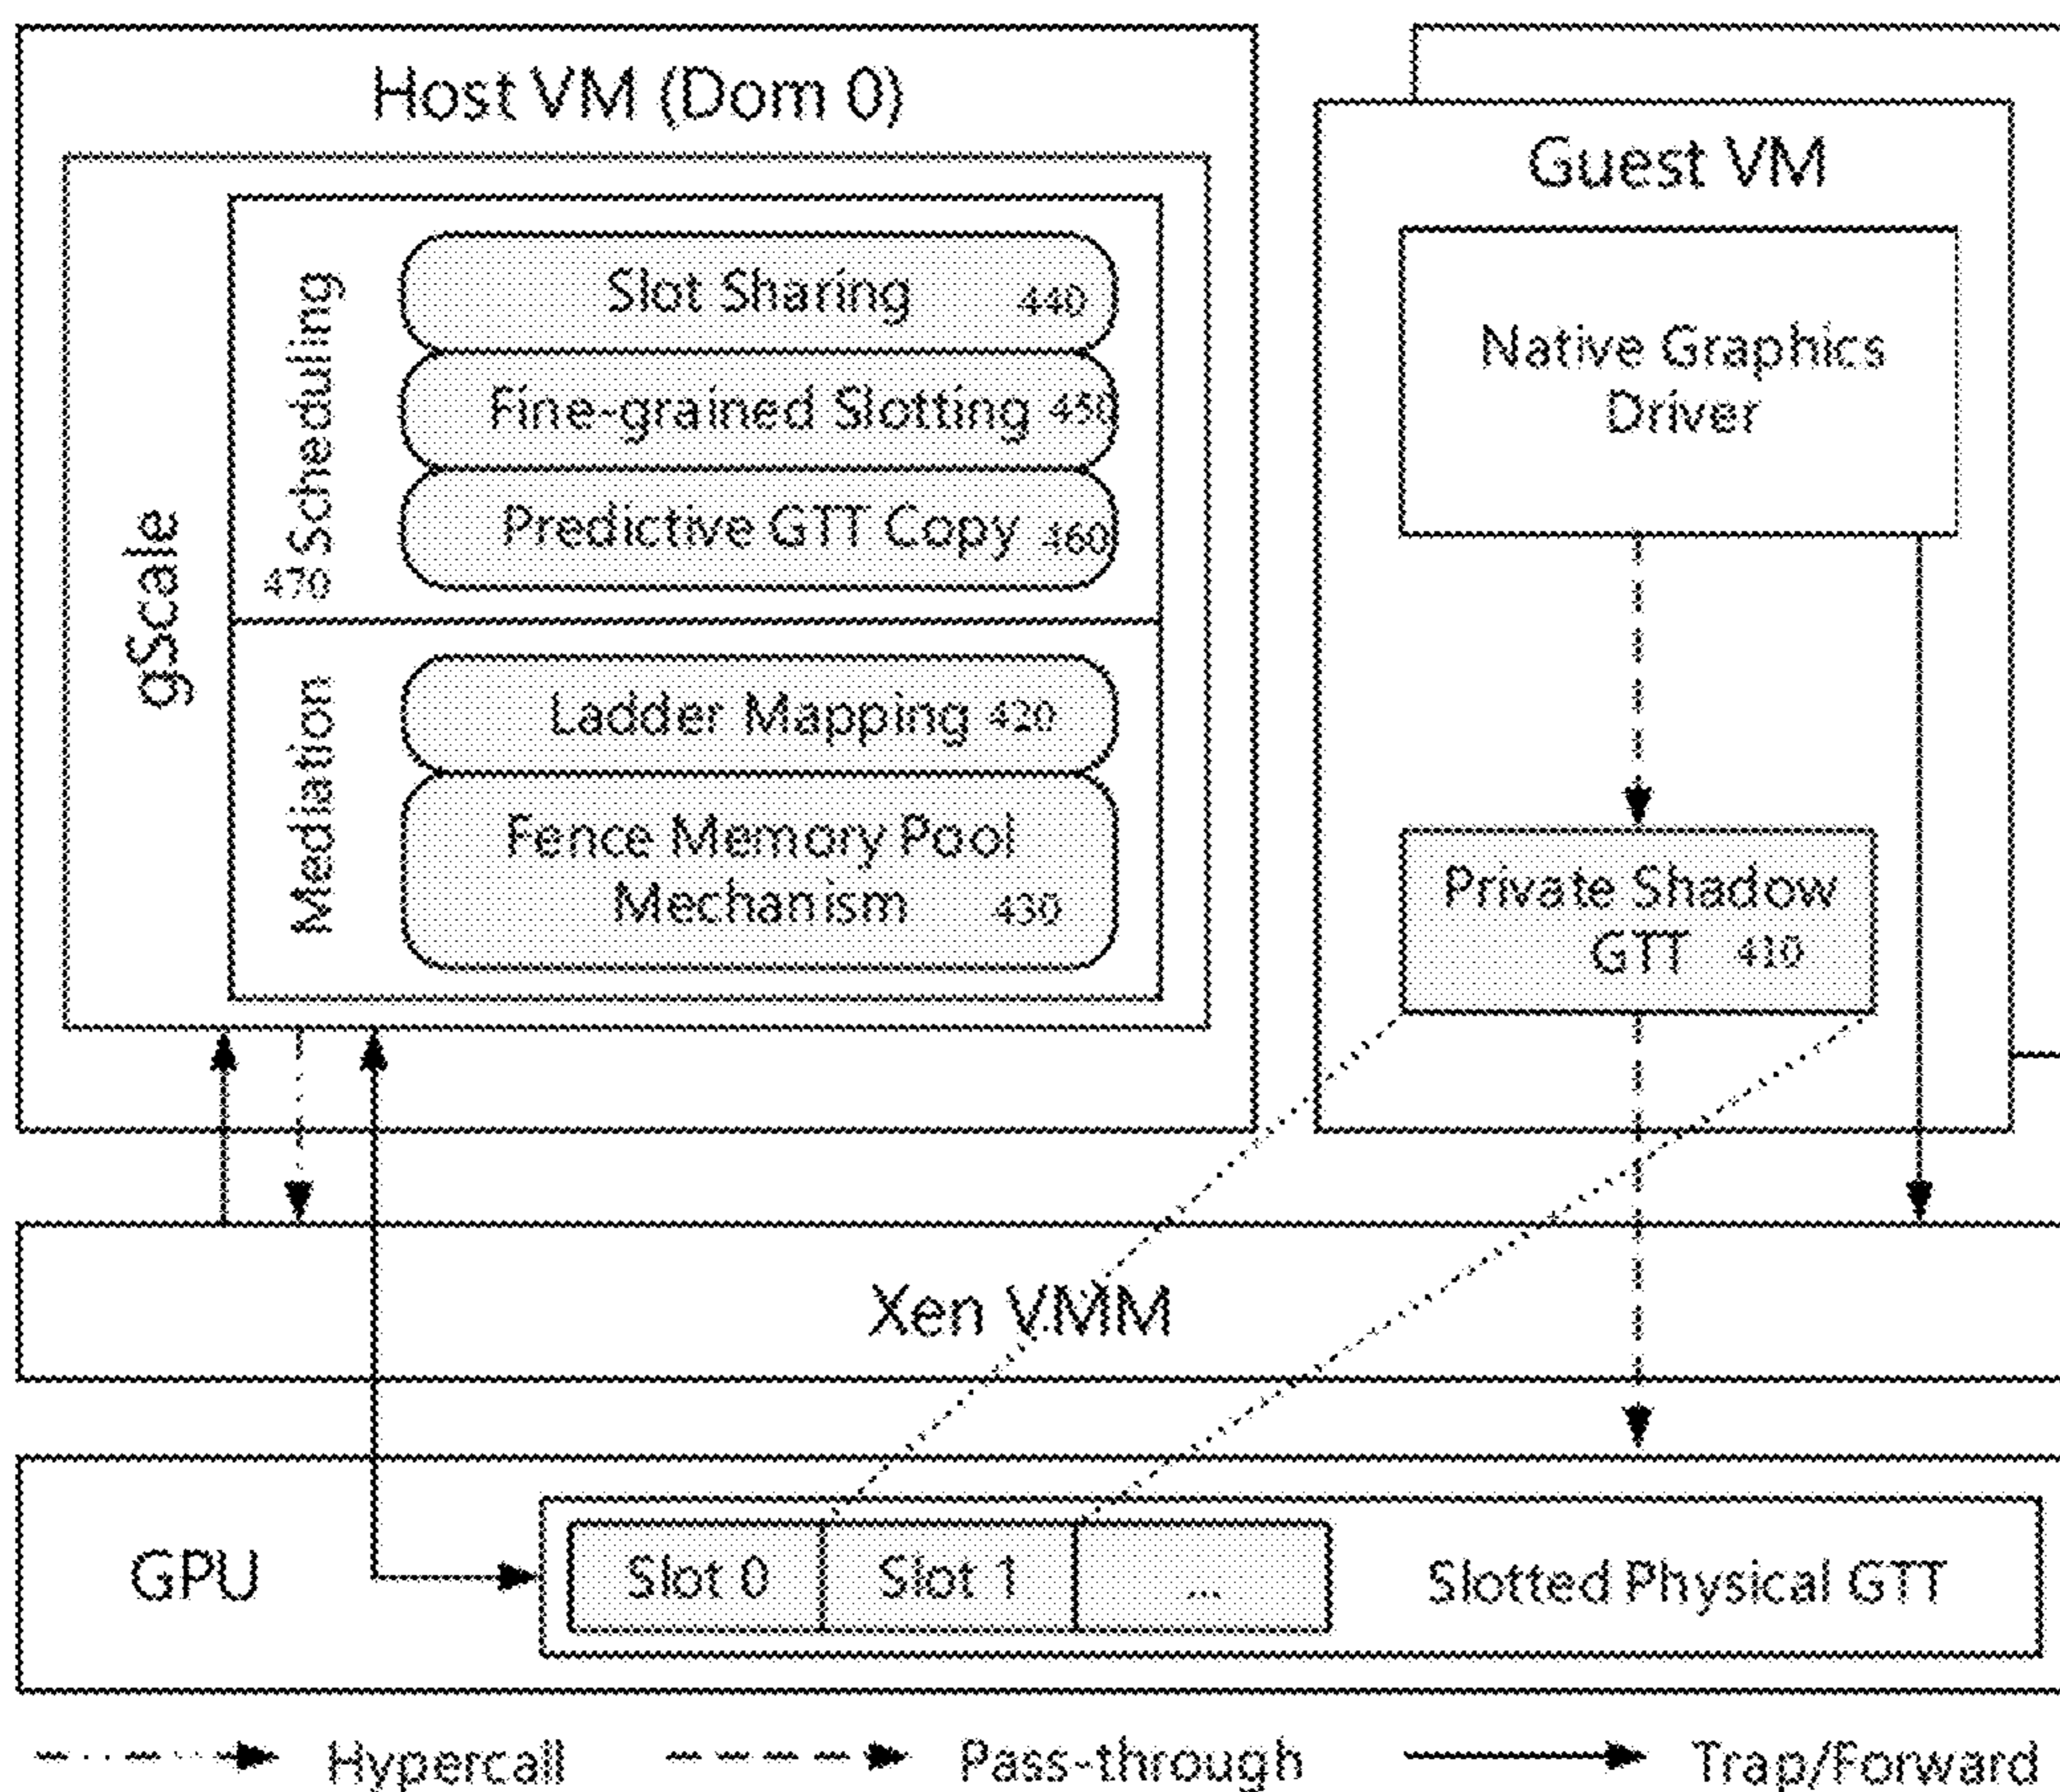 Host VM (Dom 0)
gScale
Scheduling
470
Slot Sharing 440
Fine-grained Slotting 450
Predictive GTT Copy 460
Mediation
Ladder Mapping 420
Fence Memory Pool
Mechanism 430
Guest VM
Native Graphics
Driver
Private Shadow
GTT 410
Xen VMM
GPU
Slot 0
Slot 1
...
Slotted Physical GTT
Hypercall
Pass-through
Trap/Forward